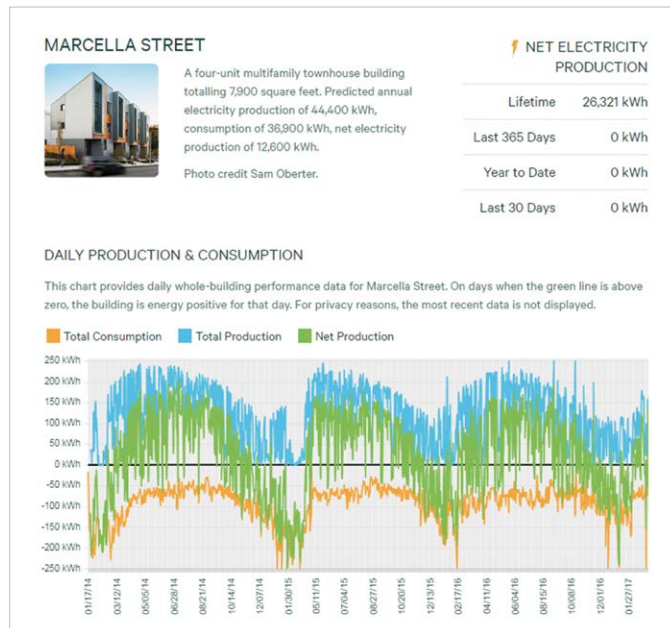 MARCELLA STREET
A four-unit multifamily townhouse building
totalling 7,900 square feet. Predicted annual
electricity production of 44,400 kWh,
consumption of 36,900 kWh, net electricity
production of 12,600 kWh.
Photo credit Sam Oberter.
NET ELECTRICITY
PRODUCTION
Lifetime 26,321 kWh
Last 365 Days 0 kWh
Year to Date 0 kWh
Last 30 Days 0 kWh
DAILY PRODUCTION & CONSUMPTION
This chart provides daily whole-building performance data for Marcella Street. On days when the green line is above
zero, the building is energy positive for that day. For privacy reasons, the most recent data is not displayed.
Total Consumption Total Production Net Production
250 kWh
200 kWh
150 kWh
100 kWh
50 kWh
0 kWh
-50 kWh
-100 kWh
-150 kWh
-200 kWh
-250 kWh
01/17/14
03/12/14
05/05/14
06/28/14
08/21/14
10/14/14
12/07/14
01/30/15
05/11/15
07/04/15
08/27/15
10/20/15
12/13/15
02/17/16
04/11/16
06/04/16
08/15/16
10/08/16
12/01/16
01/27/17